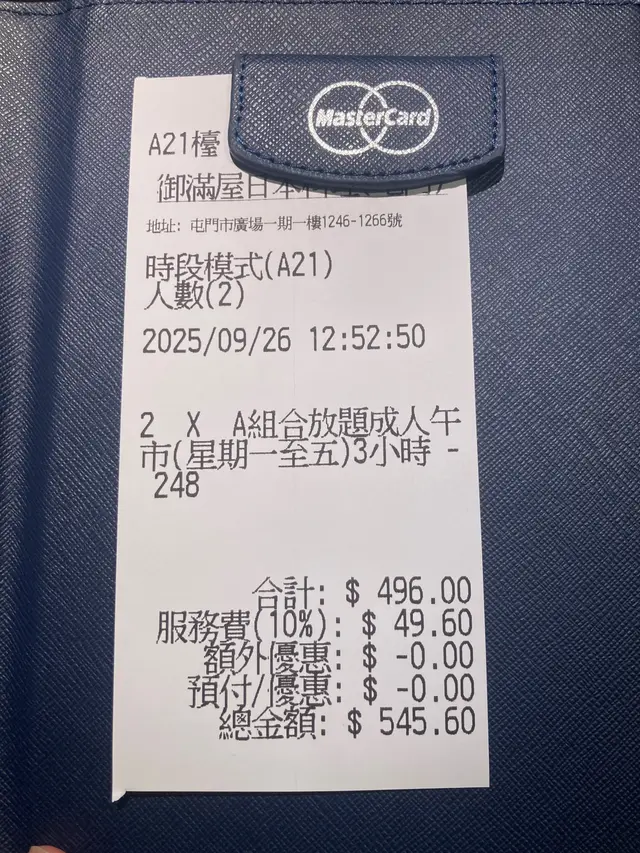 MasterCard
A21檯
御滿屋日本料理
地址: 屯門市廣場一期一樓1246-1266號
時段模式(A21)
人數(2)
2025/09/26 12:52:50
2 X A組合放題成人午
市(星期一至五)3小時 -
248
合計: $ 496.00
服務費(10%): $ 49.60
額外優惠: $ -0.00
預付/優惠: $ -0.00
總金額: $ 545.60